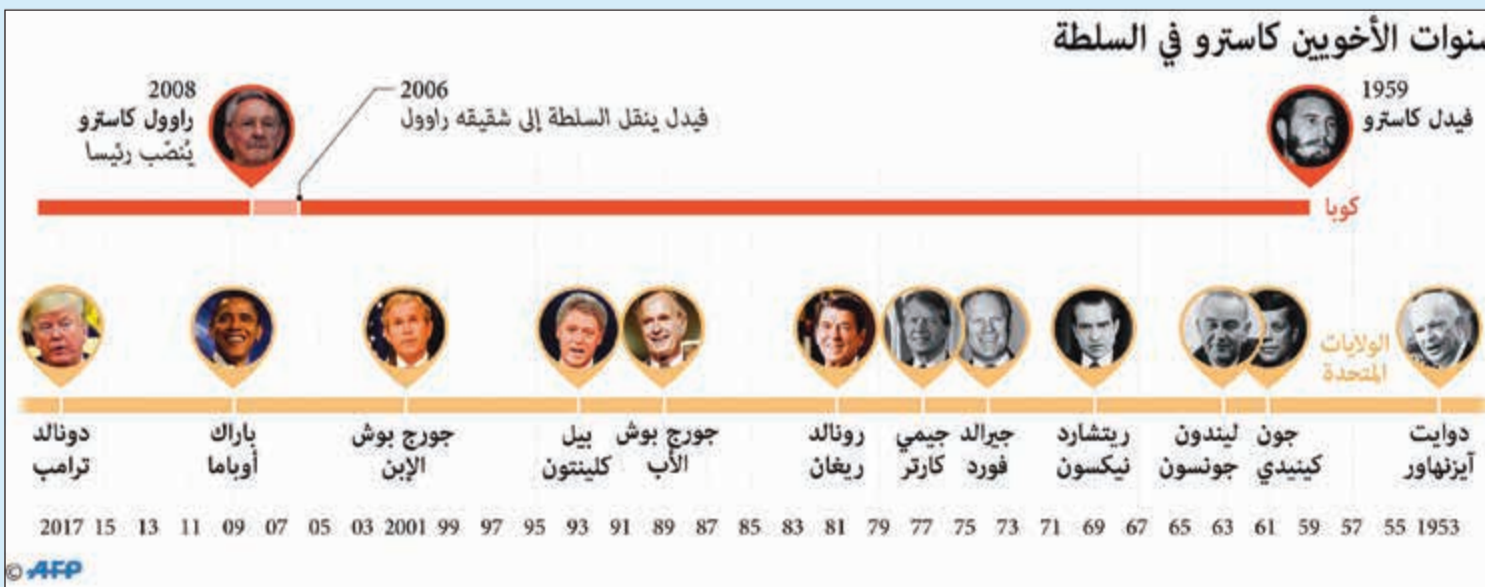 سنوات الأخويين كاسترو في السلطة
1959
فيدل كاسترو
2006
فيدل ينقل السلطة إلى شقيقه راوول
2008
راوول كاسترو
يُنصّب رئيسا
كوبا
الولايات
المتحدة
دوايت
آيزنهاور
جون
كينيدي
ليندون
جونسون
ريتشارد
نيكسون
جيرالد
فورد
جيمي
كارتر
رونالد
ريغان
جورج بوش
الأب
بيل
كلينتون
جورج بوش
الإبن
باراك
أوباما
دونالد
ترامب
1953 55 57 59 61 63 65 67 69 71 73 75 77 79 81 83 85 87 89 91 93 95 97 99 2001 03 05 07 09 11 13 15 2017
© AFP